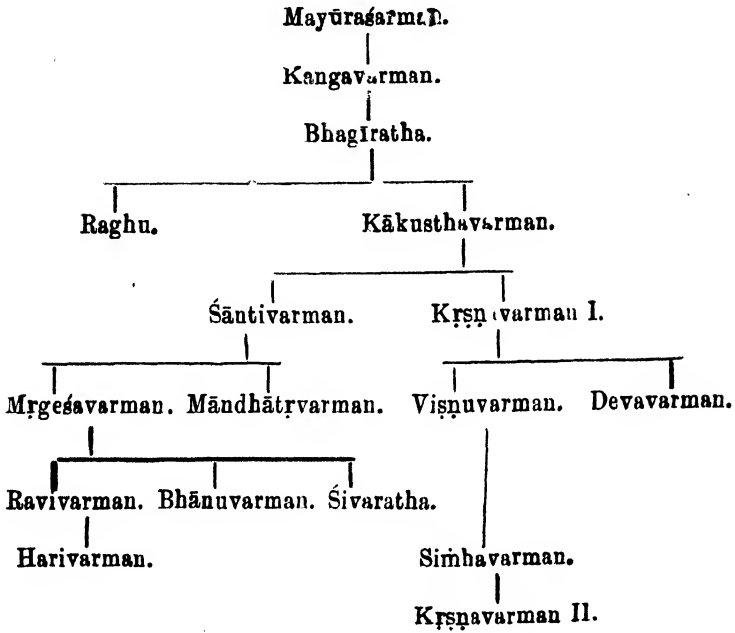 Mayūraśarman.
Kangavarman.
Bhagīratha.
Raghu. Kākusthavarman.
Śāntivarman. Kṛṣṇavarman I.
Mṛgeśavarman. Māndhātṛvarman. Viṣṇuvarman. Devavarman.
Ravivarman. Bhānuvarman. Śivaratha.
Harivarman. Siṁhavarman.
Kṛṣṇavarman II.